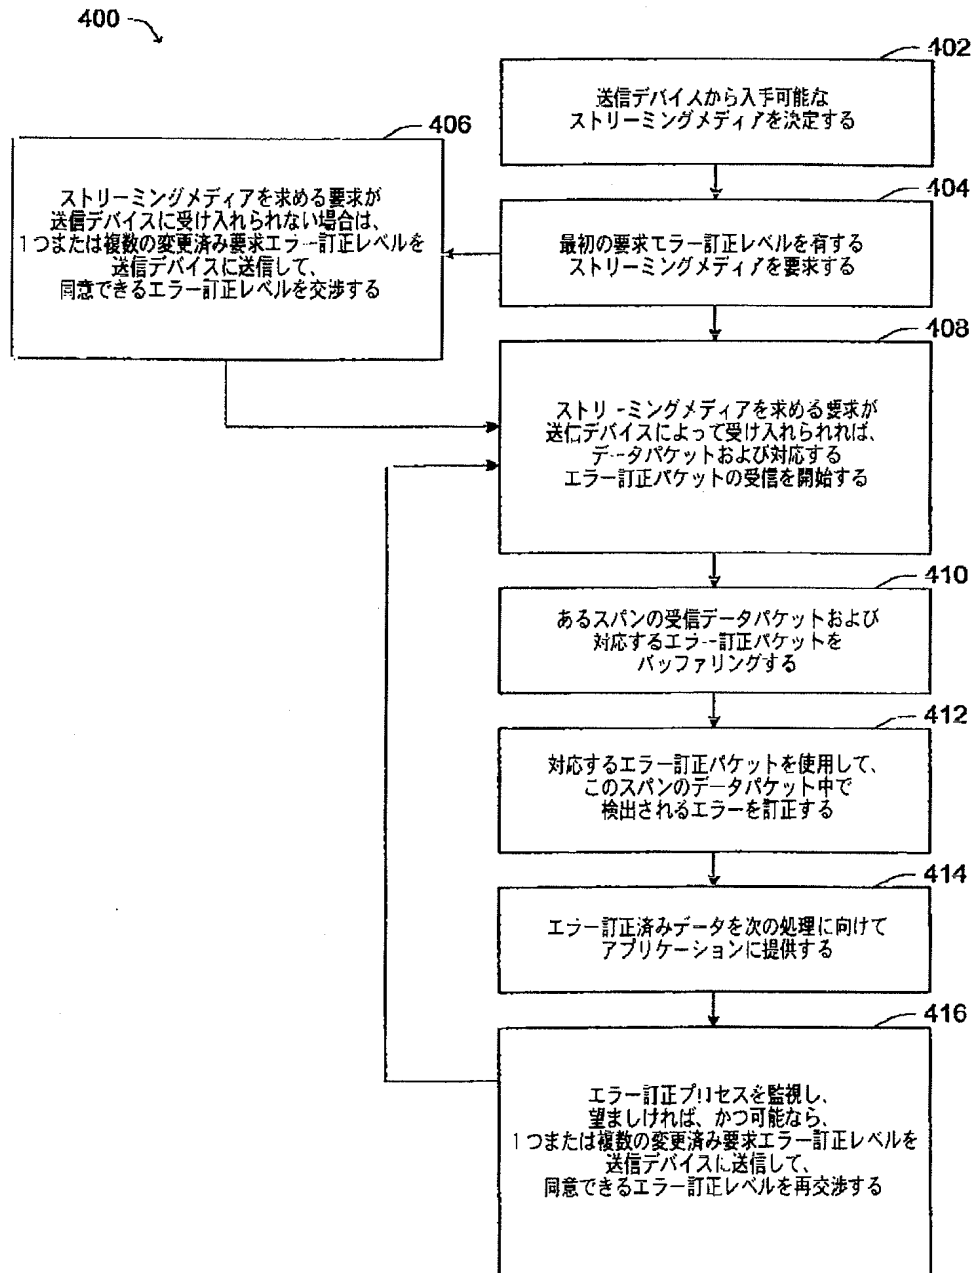 400
402
送信デバイスから入手可能な
ストリーミングメディアを決定する
404
最初の要求エラー訂正レベルを有する
ストリーミングメディアを要求する
406
ストリーミングメディアを求める要求が
送信デバイスに受け入れられない場合は、
1つまたは複数の変更済み要求エラー訂正レベルを
送信デバイスに送信して、
同意できるエラー訂正レベルを交渉する
408
ストリーミングメディアを求める要求が
送信デバイスによって受け入れられれば、
データパケットおよび対応する
エラー訂正パケットの受信を開始する
410
あるスパンの受信データパケットおよび
対応するエラー訂正パケットを
バッファリングする
412
対応するエラー訂正パケットを使用して、
このスパンのデータパケット中で
検出されるエラーを訂正する
414
エラー訂正済みデータを次の処理に向けて
アプリケーションに提供する
416
エラー訂正プロセスを監視し、
望ましければ、かつ可能なら、
1つまたは複数の変更済み要求エラー訂正レベルを
送信デバイスに送信して、
同意できるエラー訂正レベルを再交渉する